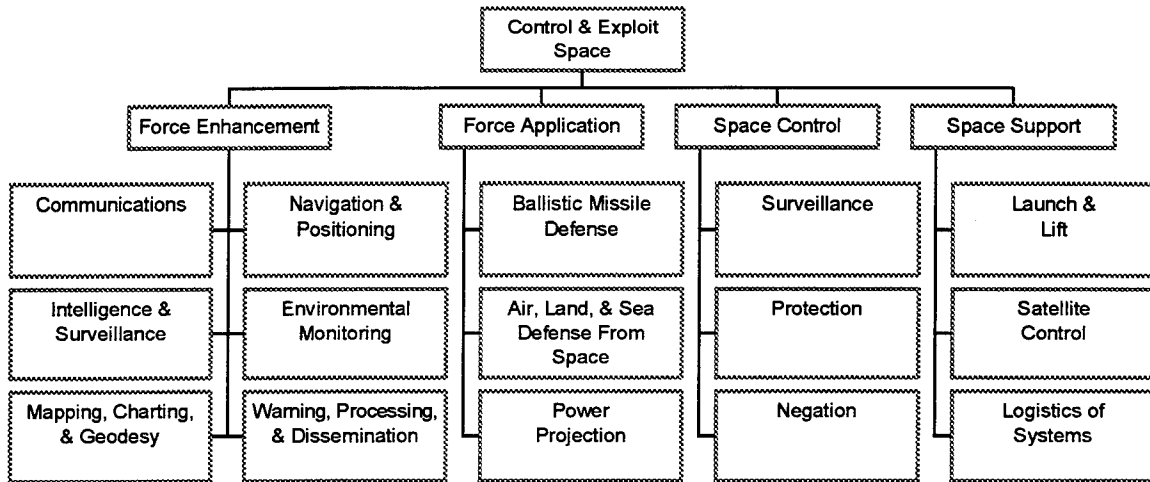 Control & Exploit
Space
Force Enhancement
Force Application
Space Control
Space Support
Communications
Navigation &
Positioning
Ballistic Missile
Defense
Surveillance
Launch &
Lift
Intelligence &
Surveillance
Environmental
Monitoring
Air, Land, & Sea
Defense From
Space
Protection
Satellite
Control
Mapping, Charting,
& Geodesy
Warning, Processing,
& Dissemination
Power
Projection
Negation
Logistics of
Systems